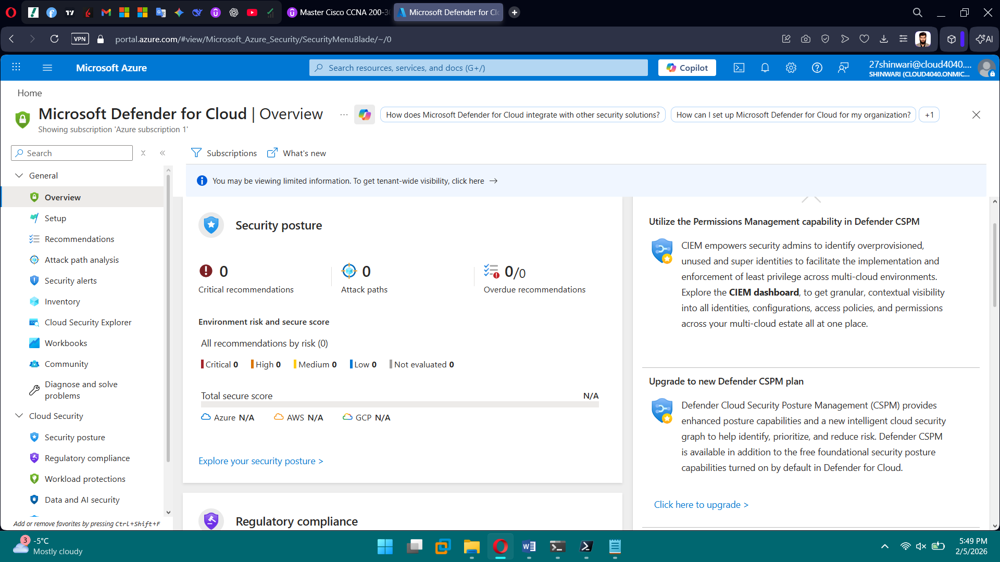 Master Cisco CCNA 200-30
Microsoft Defender for Clo
VPN
portal.azure.com/#view/Microsoft_Azure_Security/SecurityMenuBlade/~/0
AI
Microsoft Azure
Search resources, services, and docs (G+/)
Copilot
27shinwari@cloud4040....
SHINWARI (CLOUD4040.ONMIC...
Home
Microsoft Defender for Cloud | Overview
...
How does Microsoft Defender for Cloud integrate with other security solutions?
How can I set up Microsoft Defender for Cloud for my organization?
+1
Showing subscription 'Azure subscription 1'
Search
Subscriptions
What's new
General
Overview
Setup
Recommendations
Attack path analysis
Security alerts
Inventory
Cloud Security Explorer
Workbooks
Community
Diagnose and solve
problems
Cloud Security
Security posture
Regulatory compliance
Workload protections
Data and AI security
Add or remove favorites by pressing Ctrl+Shift+F
You may be viewing limited information. To get tenant-wide visibility, click here →
Security posture
0
Critical recommendations
0
Attack paths
0/0
Overdue recommendations
Environment risk and secure score
All recommendations by risk (0)
Critical 0
High 0
Medium 0
Low 0
Not evaluated 0
Total secure score
N/A
Azure N/A
AWS N/A
GCP N/A
Explore your security posture >
Regulatory compliance
Utilize the Permissions Management capability in Defender CSPM
CIEM empowers security admins to identify overprovisioned,
unused and super identities to facilitate the implementation and
enforcement of least privilege across multi-cloud environments.
Explore the CIEM dashboard, to get granular, contextual visibility
into all identities, configurations, access policies, and permissions
across your multi-cloud estate all at one place.
Upgrade to new Defender CSPM plan
Defender Cloud Security Posture Management (CSPM) provides
enhanced posture capabilities and a new intelligent cloud security
graph to help identify, prioritize, and reduce risk. Defender CSPM
is available in addition to the free foundational security posture
capabilities turned on by default in Defender for Cloud.
Click here to upgrade >
3
-5°C
Mostly cloudy
5:49 PM
2/5/2026